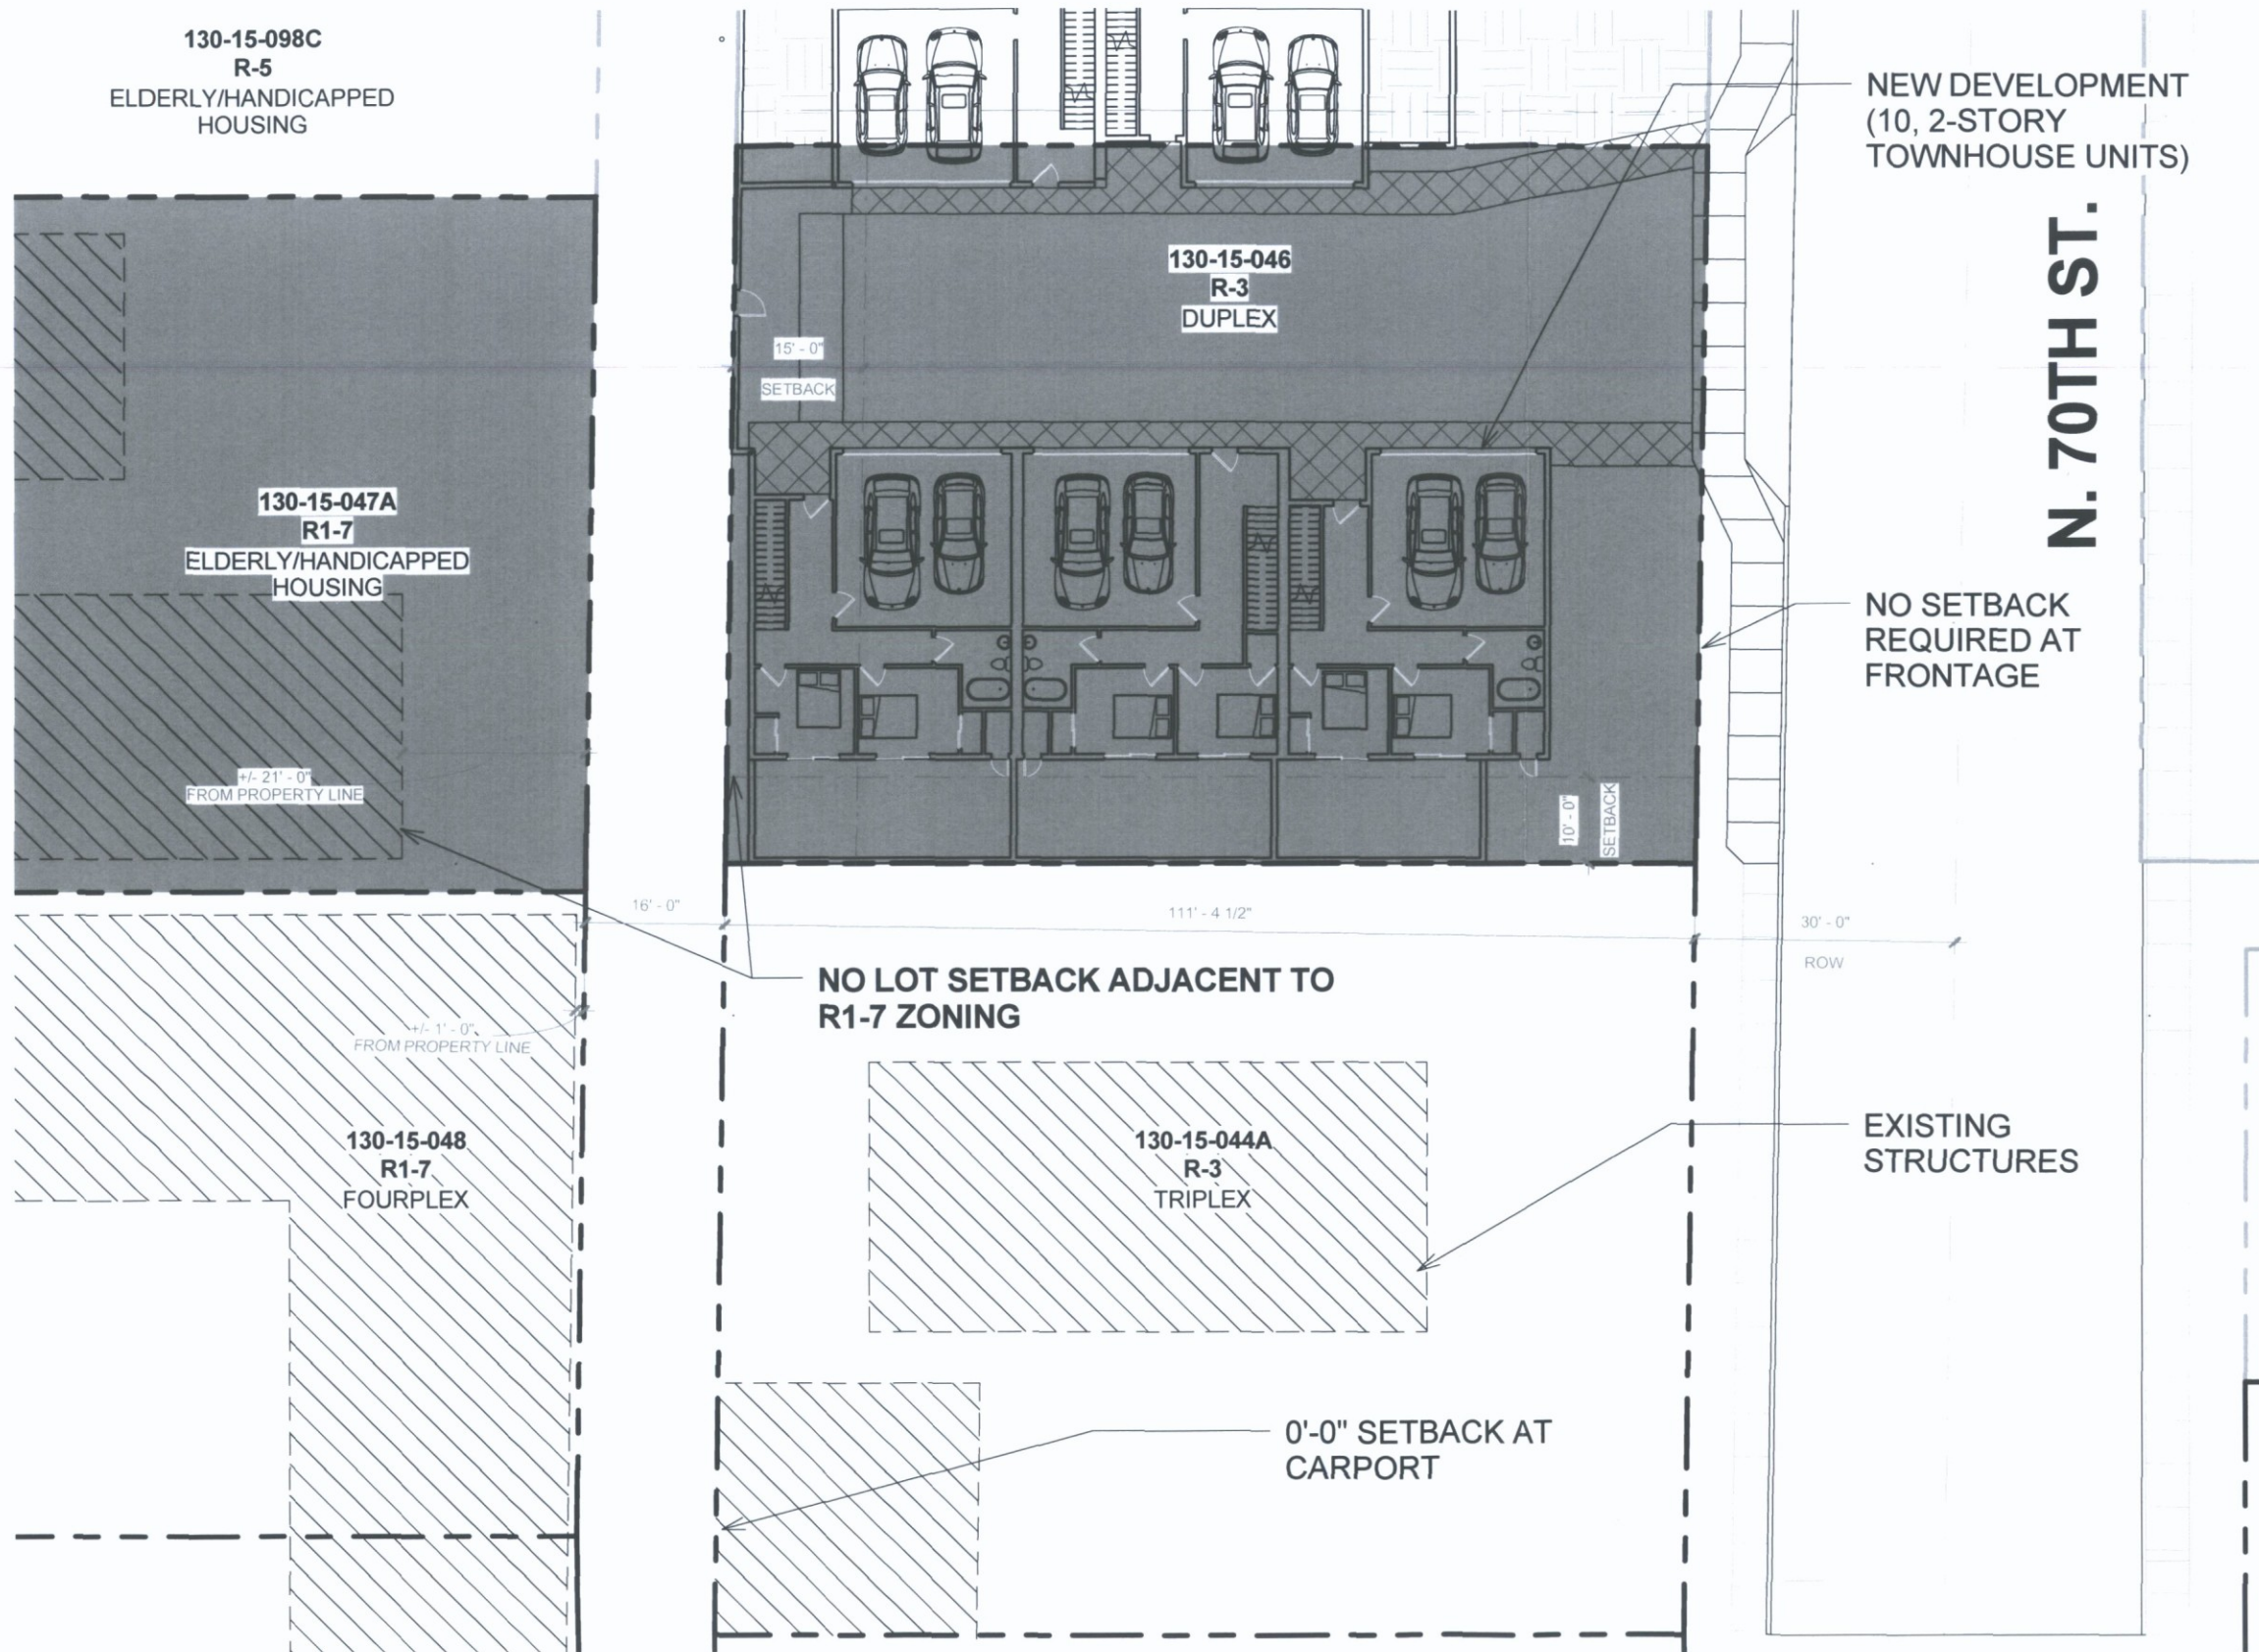 130-15-098C
R-5
ELDERLY/HANDICAPPED
HOUSING
NEW DEVELOPMENT
(10, 2-STORY
TOWNHOUSE UNITS)
N. 70TH ST.
130-15-046
R-3
DUPLEX
15' - 0"
SETBACK
130-15-047A
R1-7
ELDERLY/HANDICAPPED
HOUSING
NO SETBACK
REQUIRED AT
FRONTAGE
+/- 21' - 0"
FROM PROPERTY LINE
10' - 0"
SETBACK
16' - 0"
111' - 4 1/2"
30' - 0"
ROW
NO LOT SETBACK ADJACENT TO
R1-7 ZONING
+/- 1' - 0"
FROM PROPERTY LINE
130-15-048
R1-7
FOURPLEX
130-15-044A
R-3
TRIPLEX
EXISTING
STRUCTURES
0'-0" SETBACK AT
CARPORT